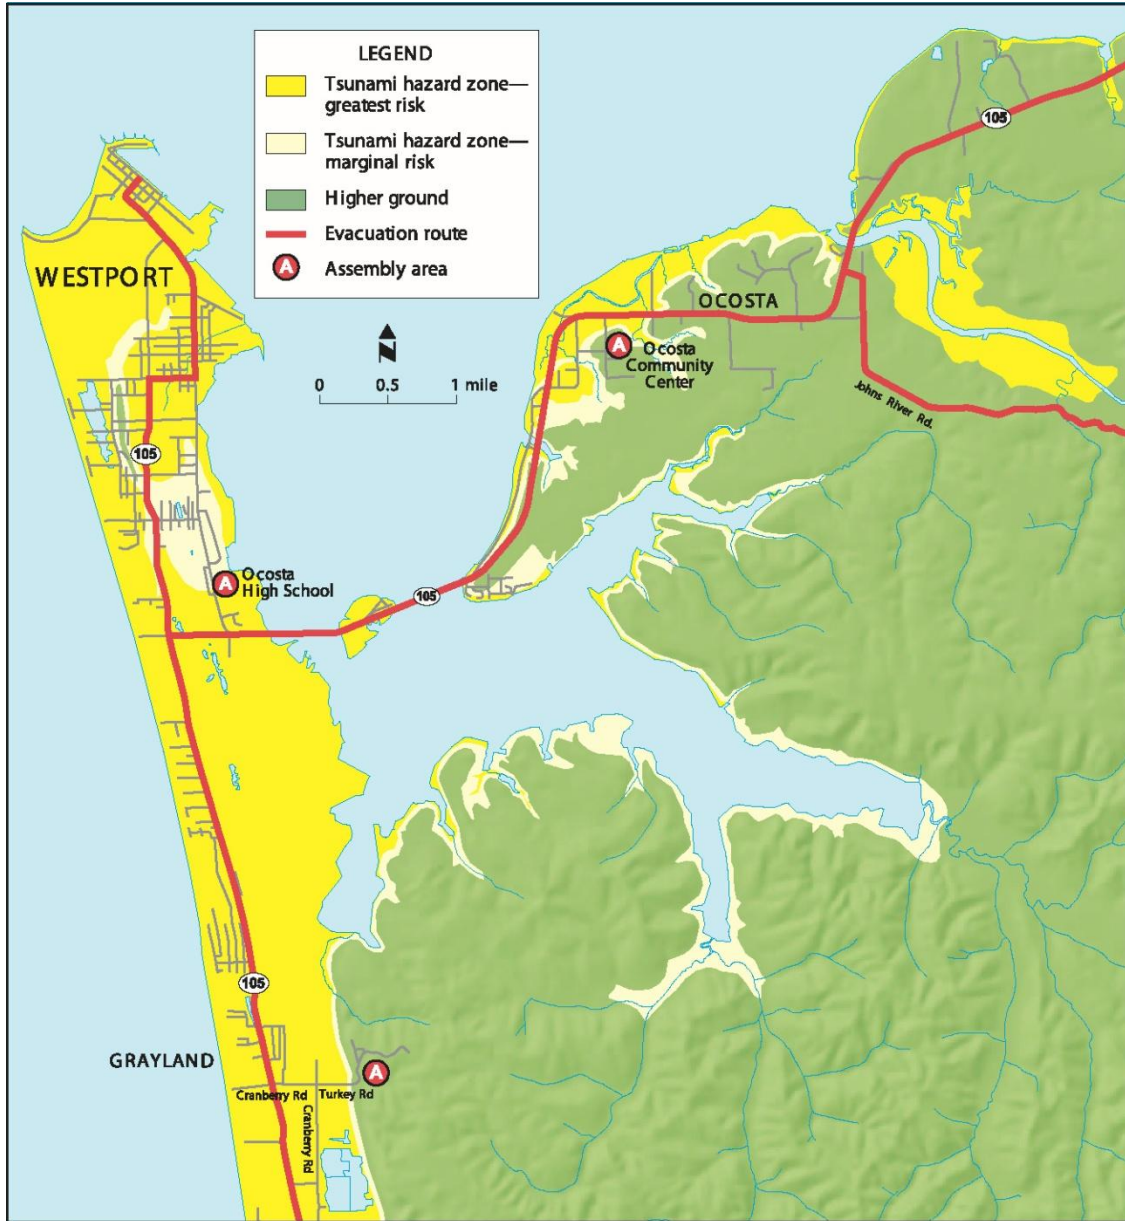 LEGEND
Tsunami hazard zone—
greatest risk
Tsunami hazard zone—
marginal risk
Higher ground
Evacuation route
A
Assembly area
105
WESTPORT
OCOSTA
A
Ocosta
Community
Center
N
0 0.5 1 mile
Johns River Rd.
105
A
Ocosta
High School
105
105
GRAYLAND
A
Cranberry Rd
Turkey Rd
Cranberry Rd